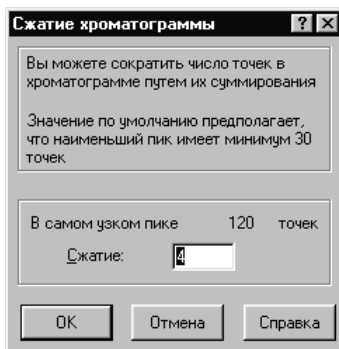 Сжатие хроматограммы
Вы можете сократить число точек в
хроматограмме путем их суммирования
Значение по умолчанию предполагает,
что наименьший пик имеет минимум 30
точек
В самом узком пике 120 точек
Сжатие: 4
OK Отмена Справка